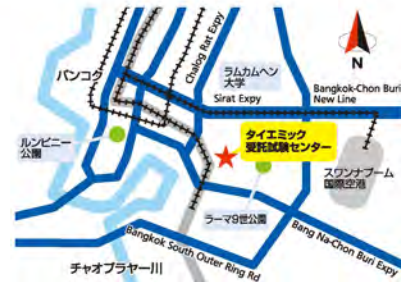 Chalog Rat Expy
N
バンコク
ラムカムヘン
大学
Sirat Expy
Bangkok-Chon Buri
New Line
ルンピニー
公園
タイエミック
受託試験センター
スワンナプーム
国際空港
ラーマ9世公園
Bang Na-Chon Buri Expy
Bangkok South Outer Ring Rd
チャオプラヤー川